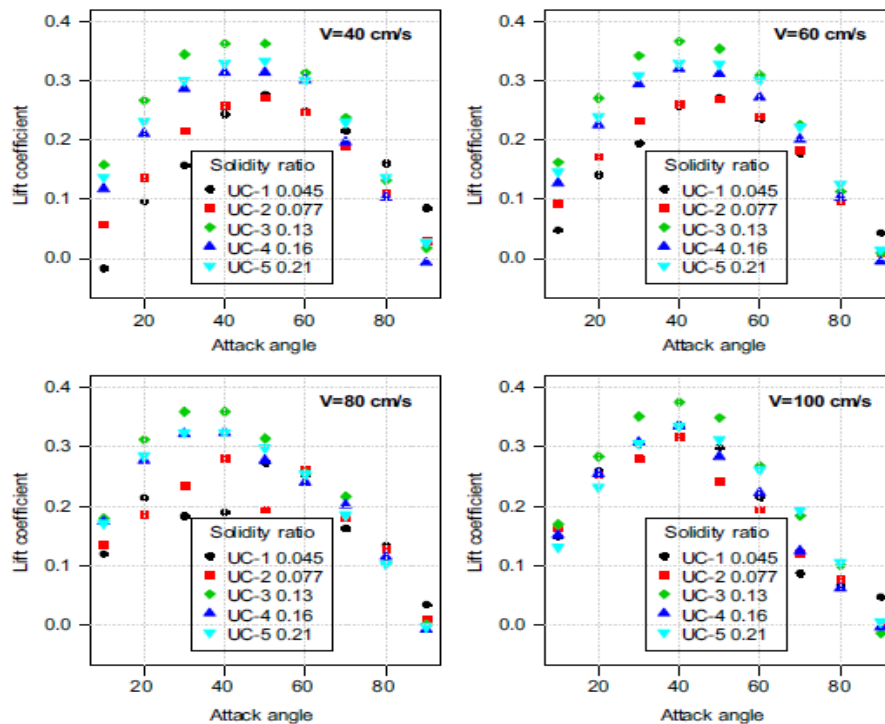 V=40 cm/s
Lift coefficient
0.4
0.3
0.2
0.1
0.0
Solidity ratio
UC-1 0.045
UC-2 0.077
UC-3 0.13
UC-4 0.16
UC-5 0.21
20 40 60 80
Attack angle
V=60 cm/s
Lift coefficient
0.4
0.3
0.2
0.1
0.0
Solidity ratio
UC-1 0.045
UC-2 0.077
UC-3 0.13
UC-4 0.16
UC-5 0.21
20 40 60 80
Attack angle
V=80 cm/s
Lift coefficient
0.4
0.3
0.2
0.1
0.0
Solidity ratio
UC-1 0.045
UC-2 0.077
UC-3 0.13
UC-4 0.16
UC-5 0.21
20 40 60 80
Attack angle
V=100 cm/s
Lift coefficient
0.4
0.3
0.2
0.1
0.0
Solidity ratio
UC-1 0.045
UC-2 0.077
UC-3 0.13
UC-4 0.16
UC-5 0.21
20 40 60 80
Attack angle